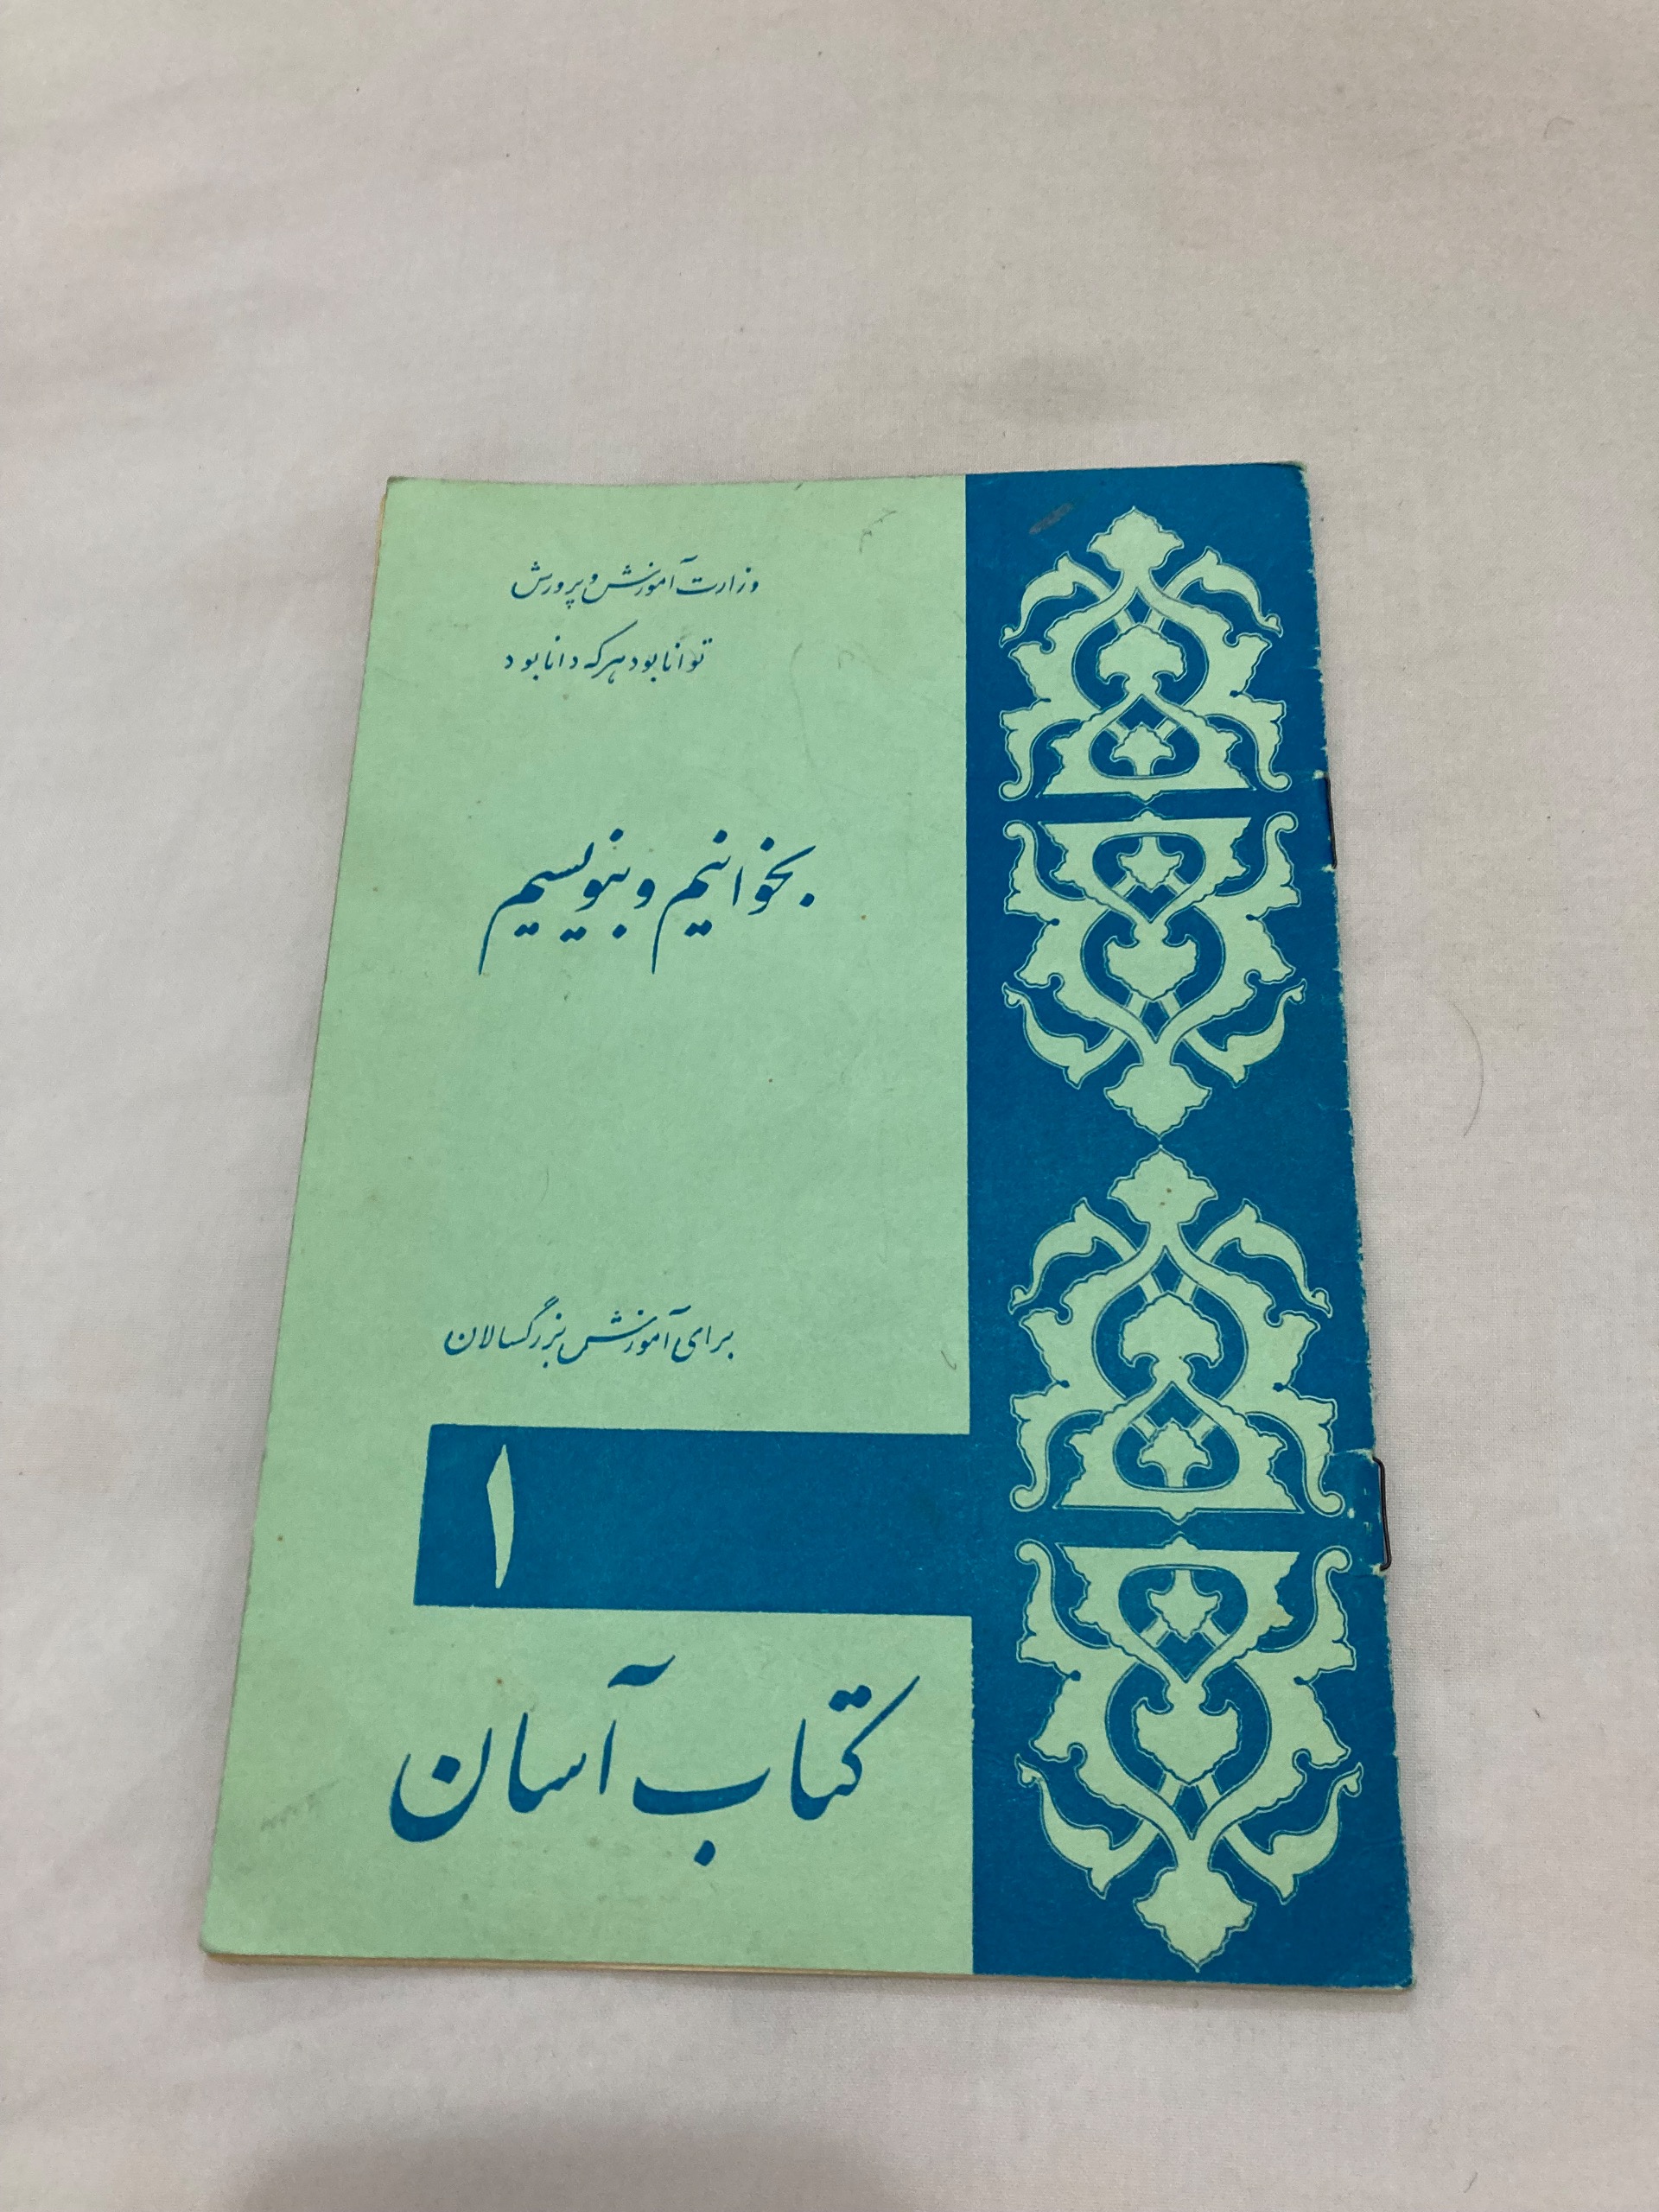 وزارت آموزش و پرورش
توانا بود هر که دانا بود
بخوانیم و بنویسیم
برای آموزش بزرگسالان
۱
کتاب آسان